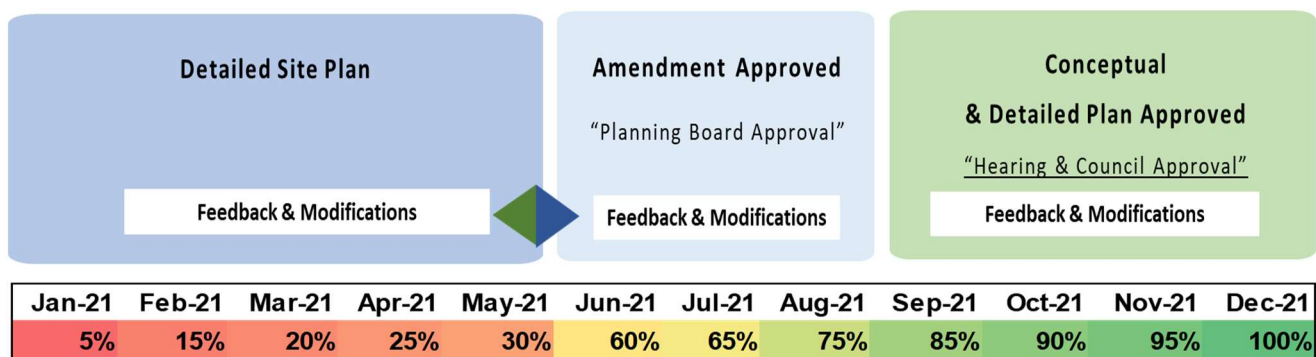 Detailed Site Plan
Feedback & Modifications
Amendment Approved
“Planning Board Approval”
Feedback & Modifications
Conceptual
& Detailed Plan Approved
“Hearing & Council Approval”
Feedback & Modifications
Jan-21 Feb-21 Mar-21 Apr-21 May-21 Jun-21 Jul-21 Aug-21 Sep-21 Oct-21 Nov-21 Dec-21
5% 15% 20% 25% 30% 60% 65% 75% 85% 90% 95% 100%